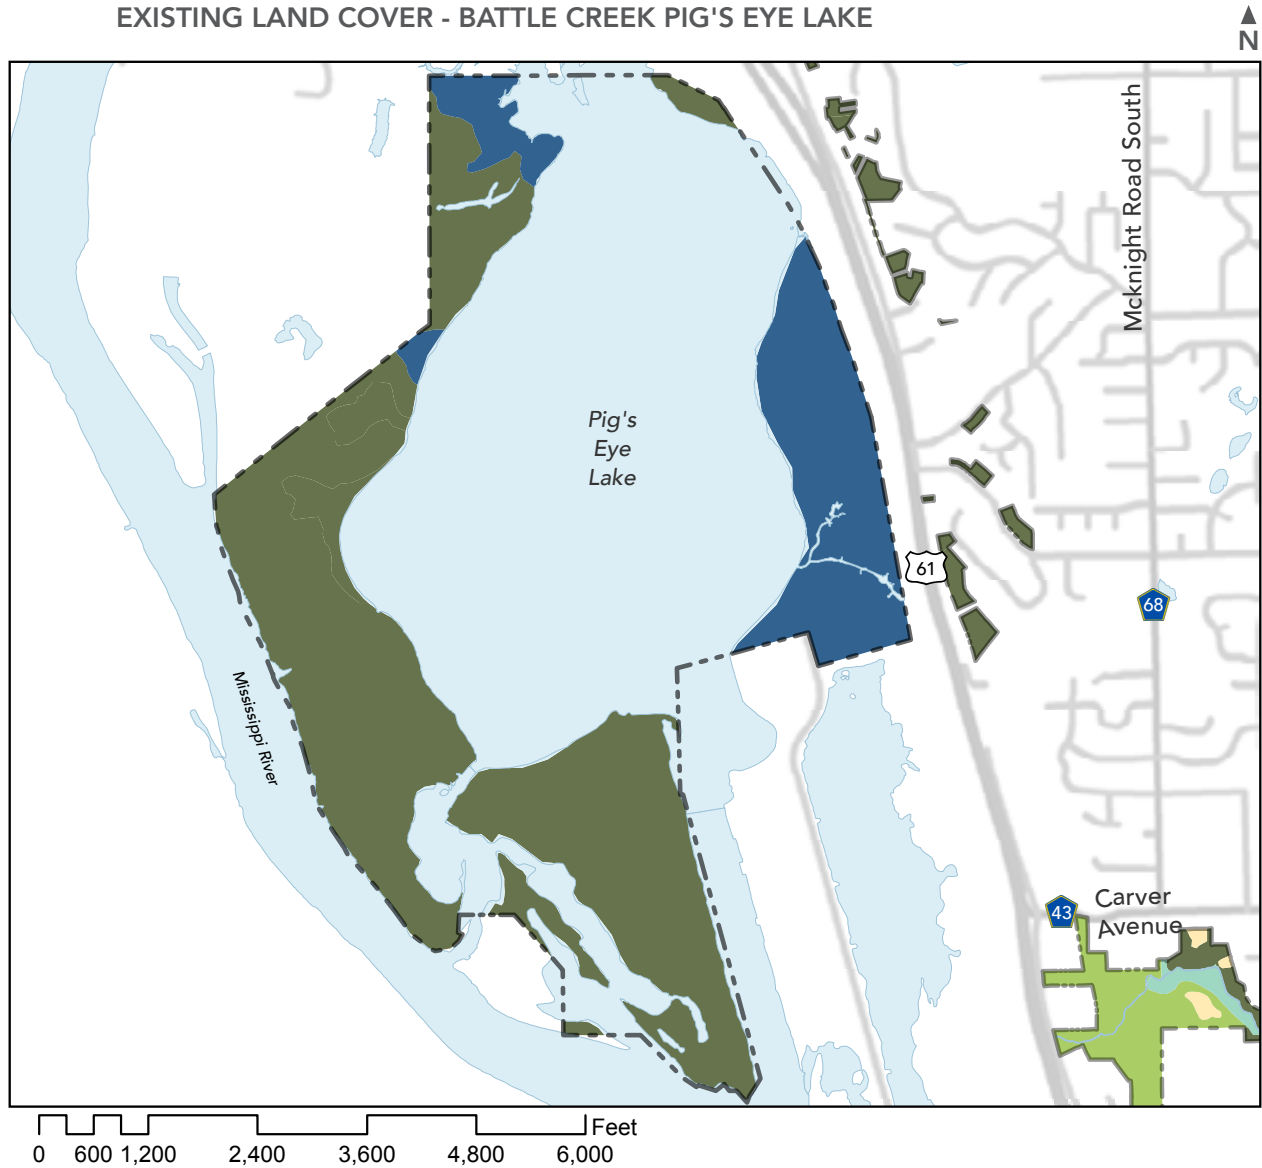 EXISTING LAND COVER - BATTLE CREEK PIG'S EYE LAKE
N
Mcknight Road South
Pig's
Eye
Lake
61
68
Mississippi River
43
Carver
Avenue
Feet
0 600 1,200 2,400 3,600 4,800 6,000